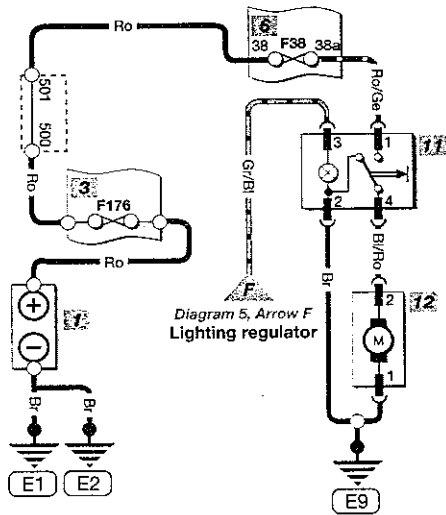 Ro
6
38 F38 38a
501
500
Ro/Ge
Ro
3
F176
Ro
Gr/Bl
3 1 11
2 4
Br
Bl/Ro
F
Diagram 5, Arrow F
Lighting regulator
+
1
−
2 12
M
1
Br
Br
E1 E2
E9